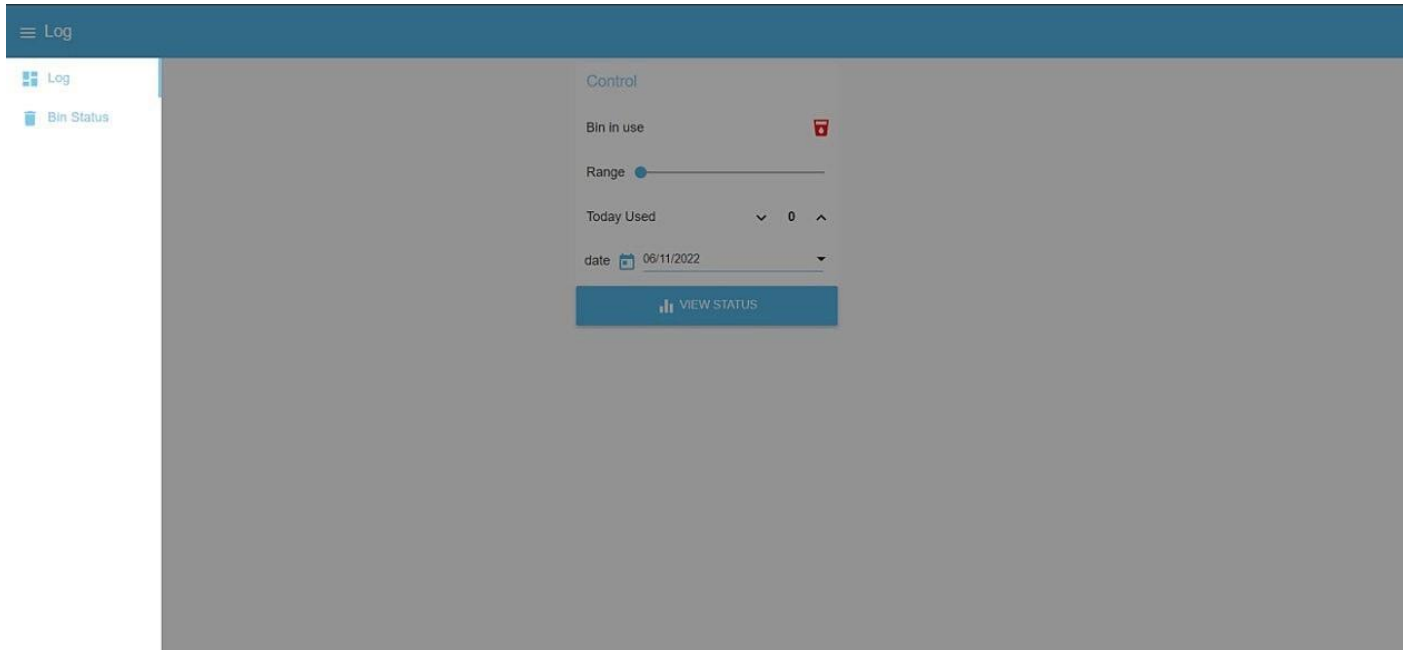 Log
Log
Bin Status
Control
Bin in use
Range
Today Used 0
date 06/11/2022
VIEW STATUS